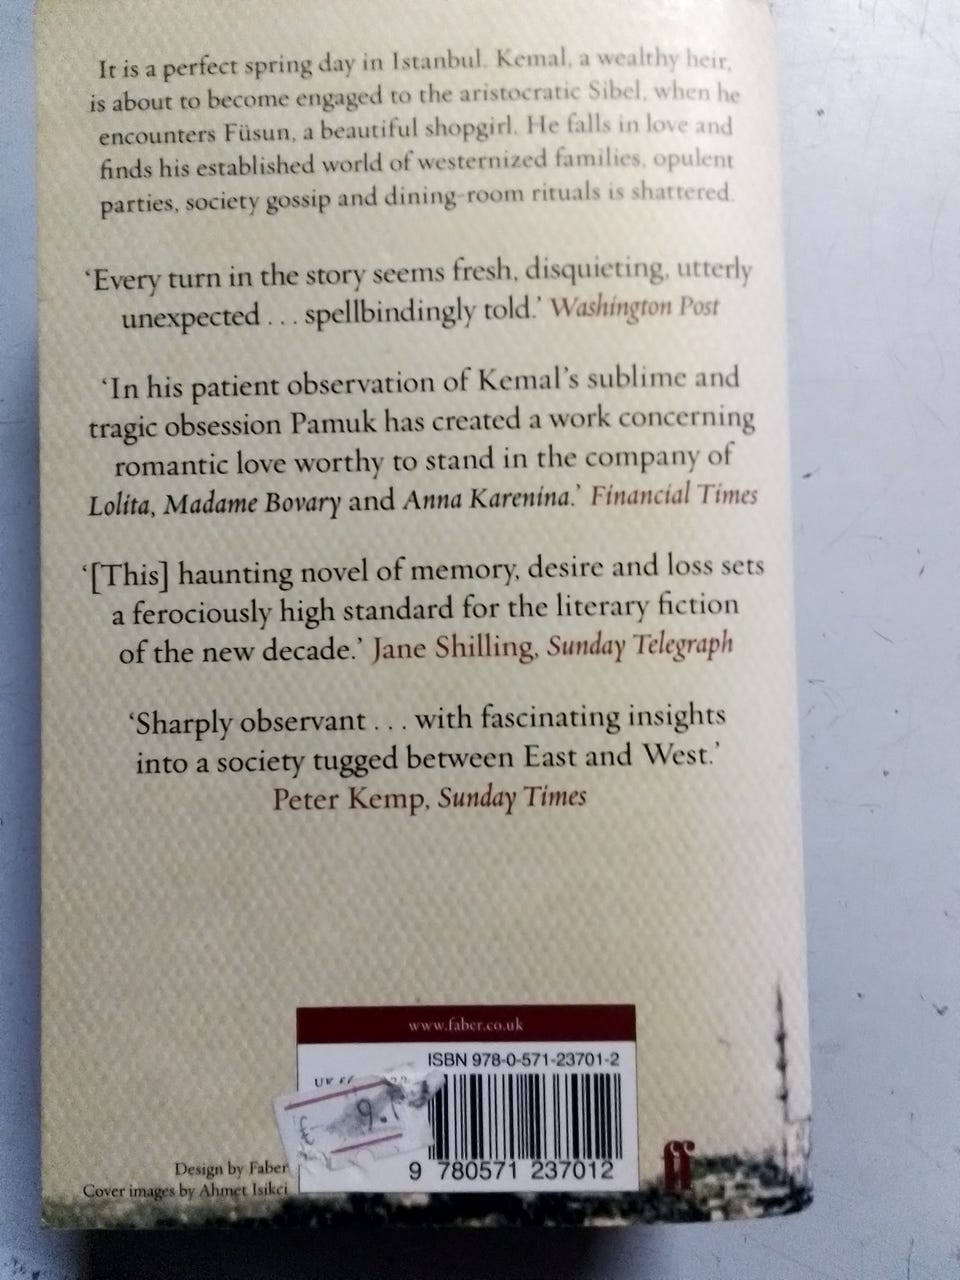 It is a perfect spring day in Istanbul. Kemal, a wealthy heir,
is about to become engaged to the aristocratic Sibel, when he
encounters Füsun, a beautiful shopgirl. He falls in love and
finds his established world of westernized families, opulent
parties, society gossip and dining-room rituals is shattered.
‘Every turn in the story seems fresh, disquieting, utterly
unexpected . . . spellbindingly told.’ Washington Post
‘In his patient observation of Kemal’s sublime and
tragic obsession Pamuk has created a work concerning
romantic love worthy to stand in the company of
Lolita, Madame Bovary and Anna Karenina.’ Financial Times
‘[This] haunting novel of memory, desire and loss sets
a ferociously high standard for the literary fiction
of the new decade.’ Jane Shilling, Sunday Telegraph
‘Sharply observant . . . with fascinating insights
into a society tugged between East and West.’
Peter Kemp, Sunday Times
www.faber.co.uk
ISBN 978-0-571-23701-2
UK
9 780571 237012
ff
Design by Faber
Cover images by Ahmet Isikci